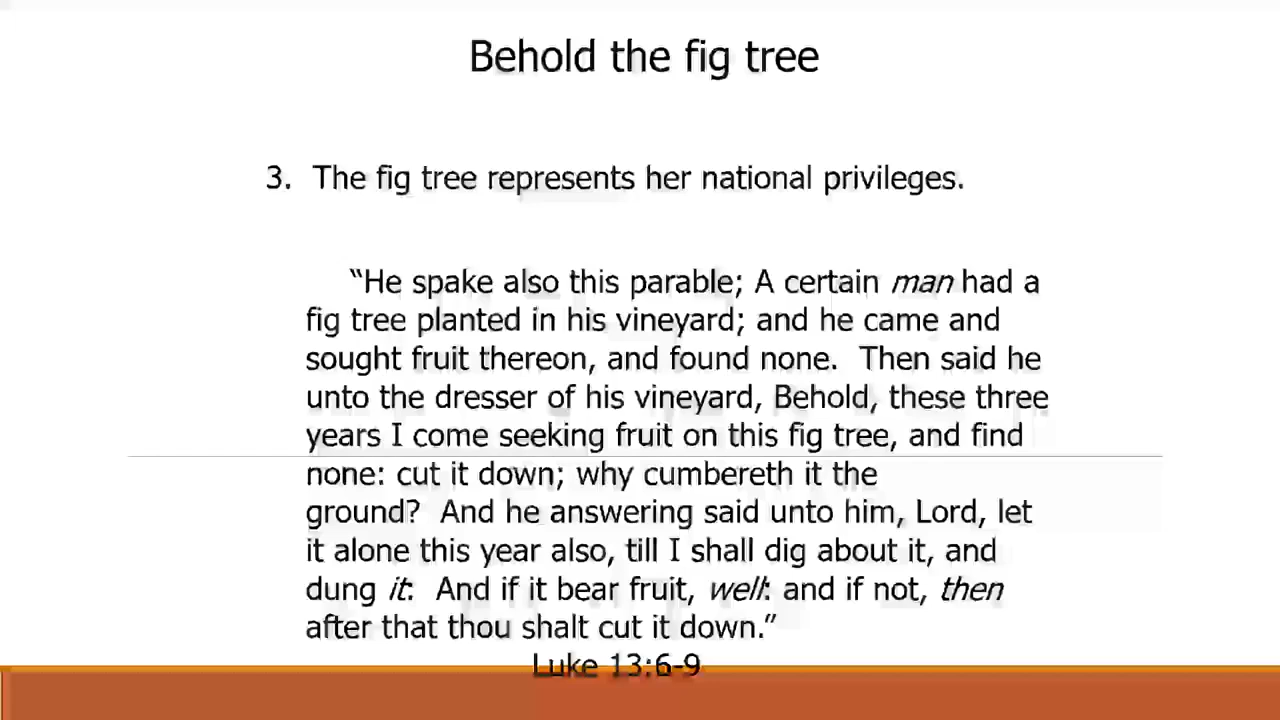 Behold the fig tree
3. The fig tree represents her national privileges.
“He spake also this parable; A certain man had a
fig tree planted in his vineyard; and he came and
sought fruit thereon, and found none. Then said he
unto the dresser of his vineyard, Behold, these three
years I come seeking fruit on this fig tree, and find
none: cut it down; why cumbereth it the
ground? And he answering said unto him, Lord, let
it alone this year also, till I shall dig about it, and
dung it: And if it bear fruit, well: and if not, then
after that thou shalt cut it down.”
Luke 13:6-9